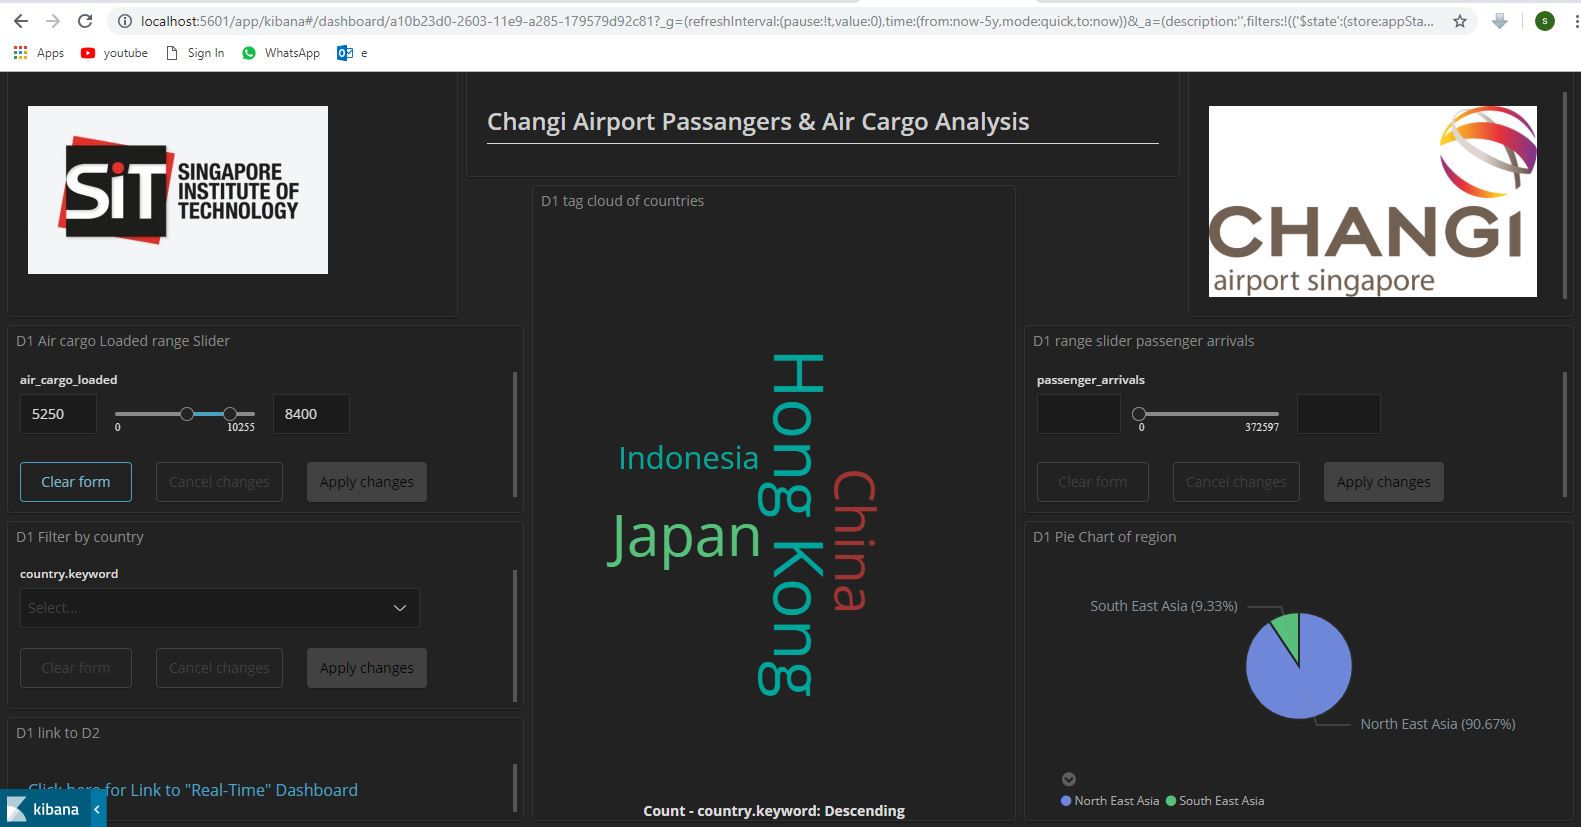 localhost:5601/app/kibana#/dashboard/a10b23d0-2603-11e9-a285-179579d92c81?_g=(refreshInterval:(pause:!t,value:0),time:(from:now-5y,mode:quick,to:now))&_a=(description:'',filters:!(('$state':(store:appSta...
s
Apps
youtube
Sign In
WhatsApp
e
SiT
SINGAPORE
INSTITUTE OF
TECHNOLOGY
Changi Airport Passangers & Air Cargo Analysis
CHANGI
airport singapore
D1 tag cloud of countries
Hong Kong
Indonesia
Japan
China
Count - country.keyword: Descending
D1 Air cargo Loaded range Slider
air_cargo_loaded
5250
0
10255
8400
Clear form
Cancel changes
Apply changes
D1 range slider passenger arrivals
passenger_arrivals
0
372597
Clear form
Cancel changes
Apply changes
D1 Filter by country
country.keyword
Select...
Clear form
Cancel changes
Apply changes
D1 Pie Chart of region
South East Asia (9.33%)
North East Asia (90.67%)
North East Asia
South East Asia
D1 link to D2
Click here for Link to "Real-Time" Dashboard
kibana